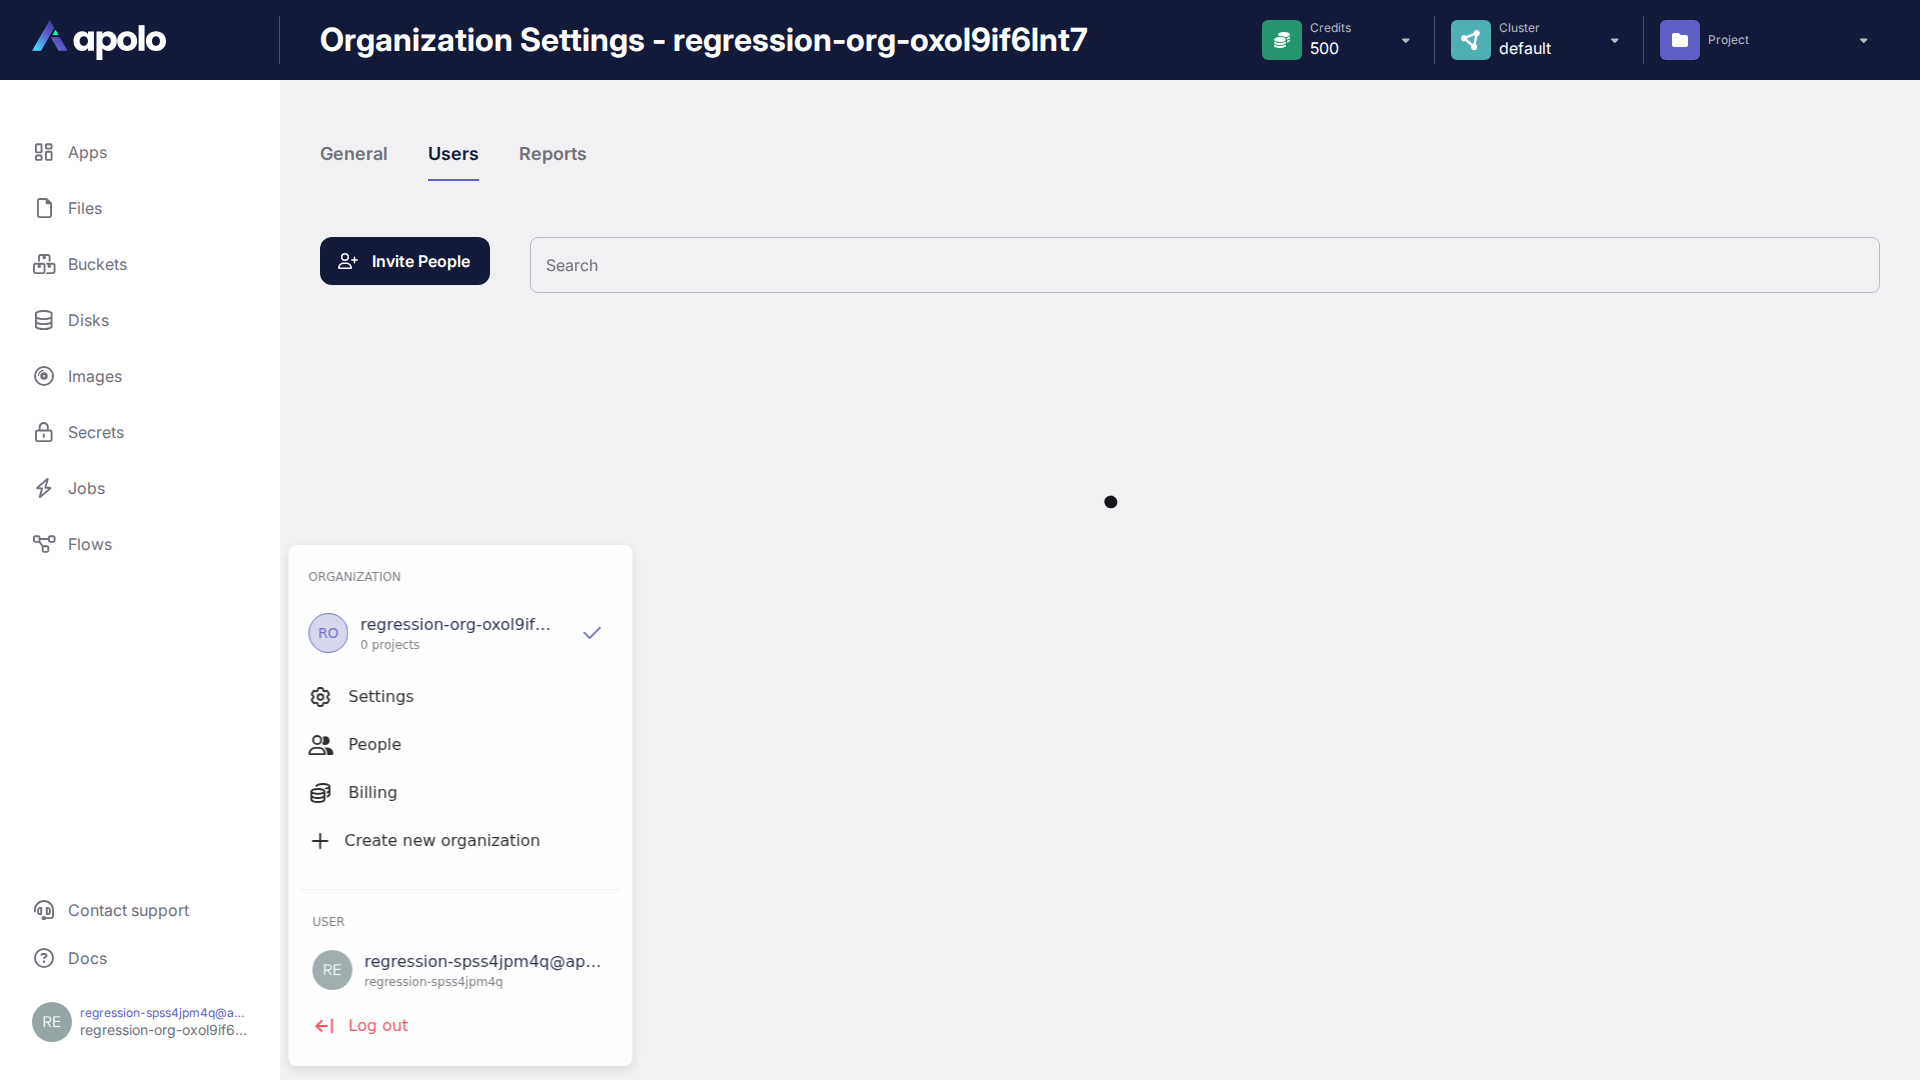 apolo
Organization Settings - regression-org-oxol9if6lnt7
Credits
500
Cluster
default
Project
Apps
Files
Buckets
Disks
Images
Secrets
Jobs
Flows
Contact support
Docs
RE
regression-spss4jpm4q@a...
regression-org-oxol9if6...
General
Users
Reports
Invite People
Search
ORGANIZATION
RO
regression-org-oxol9if...
0 projects
Settings
People
Billing
Create new organization
USER
RE
regression-spss4jpm4q@ap...
regression-spss4jpm4q
Log out